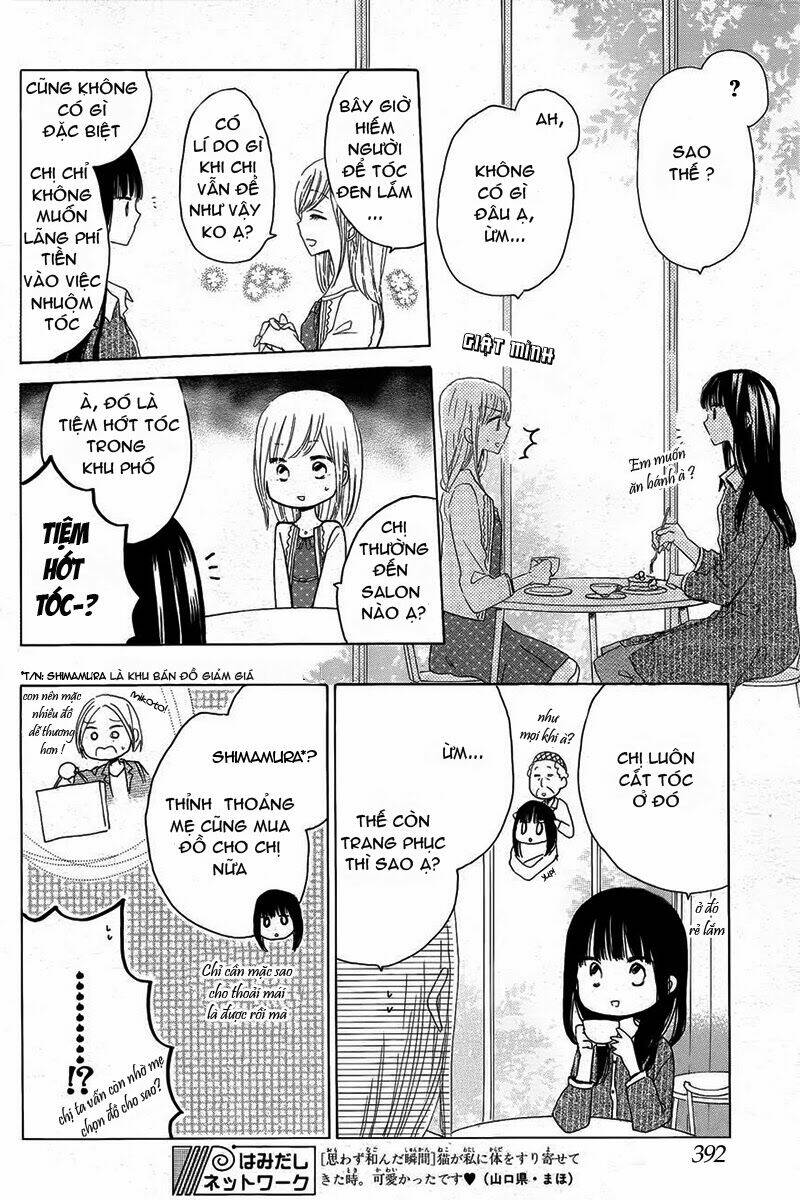 ?
SAO
THẾ ?
AH,
KHÔNG
CÓ GÌ
ĐÂU Ạ,
ỪM...
GIẬT MÌNH
Em muốn
ăn bánh à ?
BÂY GIỜ
HIẾM
NGƯỜI
ĐỂ TÓC
ĐEN LẮM
...
CÓ
LÍ DO GÌ
KHI CHỊ
VẪN ĐỂ
NHƯ VẬY
KO Ạ?
CŨNG KHÔNG
CÓ GÌ
ĐẶC BIỆT
CHỊ CHỈ
KHÔNG
MUỐN
LÃNG PHÍ
TIỀN
VÀO VIỆC
NHUỘM
TÓC
CHỊ
THƯỜNG
ĐẾN
SALON
NÀO Ạ?
À, ĐÓ LÀ
TIỆM HỚT TÓC
TRONG
KHU PHỐ
TIỆM
HỚT
TÓC-?
*T/N: SHIMAMURA LÀ KHU BÁN ĐỒ GIẢM GIÁ
CHỊ LUÔN
CẮT TÓC
Ở ĐÓ
như
mọi khi à?
YUP!
ở đó
rẻ lắm
ỪM...
THẾ CÒN
TRANG PHỤC
THÌ SAO Ạ?
SHIMAMURA*?
THỈNH THOẢNG
MẸ CŨNG MUA
ĐỒ CHO CHỊ
NỮA
Mikoto!
con nên mặc
nhiều đồ
dễ thương
hơn !
Chỉ cần mặc sao
cho thoải mái
là được rồi mà
.........!?
chị ta vẫn còn nhờ mẹ
chọn đồ cho sao?
はみだし
ネットワーク
[思わず和んだ瞬間]猫が私に体をすり寄せて
きた時。可愛かったです♥（山口県・まほ）
392